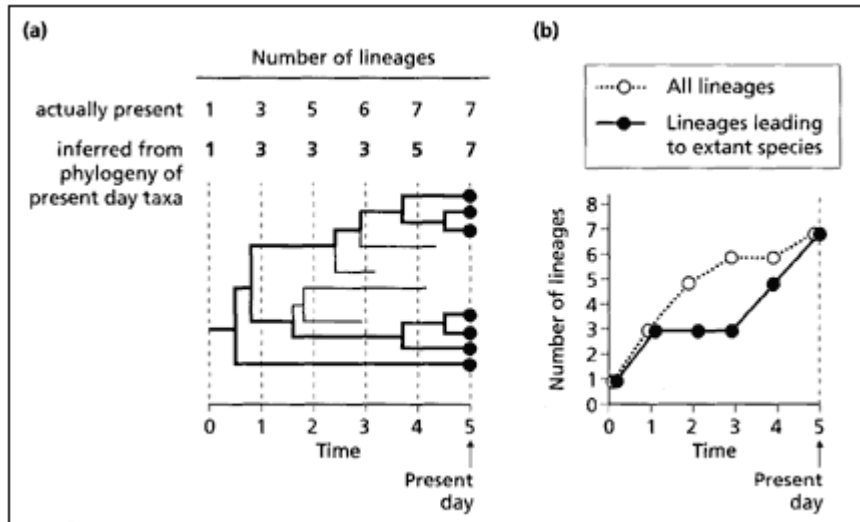 (a)
Number of lineages
actually present 1 3 5 6 7 7
inferred from 1 3 3 3 5 7
phylogeny of
present day taxa
0 1 2 3 4 5
Time
Present
day
(b)
All lineages
Lineages leading
to extant species
Number of lineages
8
7
6
5
4
3
2
1
0
0 1 2 3 4 5
Time
Present
day